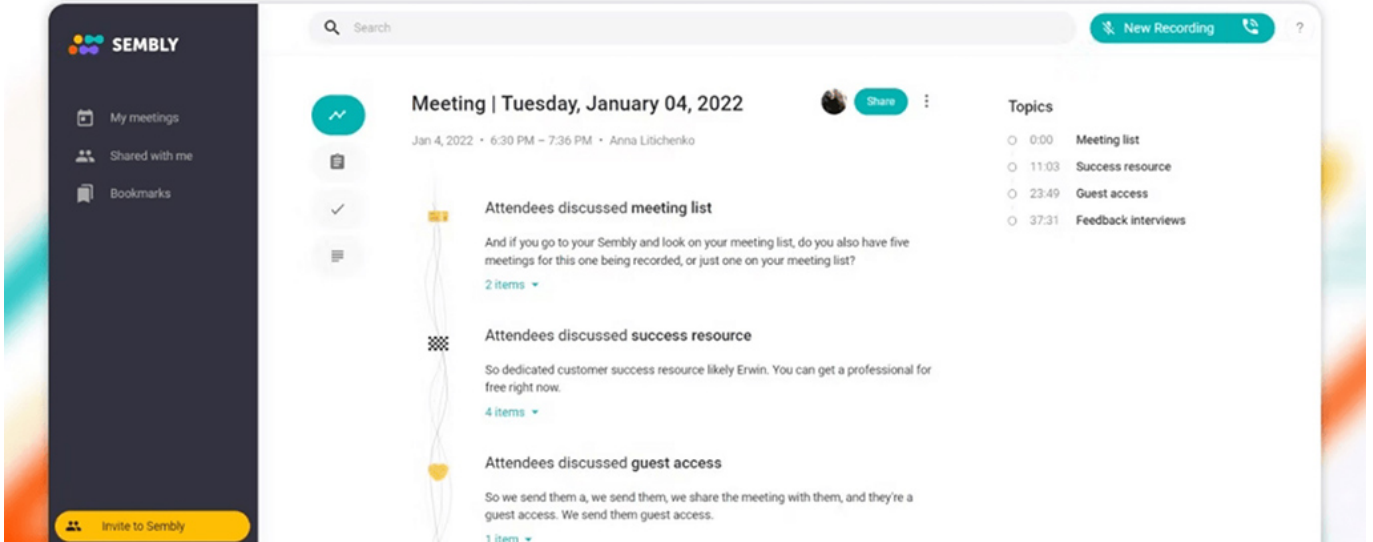 SEMBLY
My meetings
Shared with me
Bookmarks
Invite to Sembly
Search
New Recording
?
Meeting | Tuesday, January 04, 2022
Share
Jan 4, 2022 • 6:30 PM – 7:36 PM • Anna Litichenko
Attendees discussed meeting list
And if you go to your Sembly and look on your meeting list, do you also have five
meetings for this one being recorded, or just one on your meeting list?
2 items
Attendees discussed success resource
So dedicated customer success resource likely Erwin. You can get a professional for
free right now.
4 items
Attendees discussed guest access
So we send them a, we send them, we share the meeting with them, and they're a
guest access. We send them guest access.
1 item
Topics
0:00 Meeting list
11:03 Success resource
23:49 Guest access
37:31 Feedback interviews